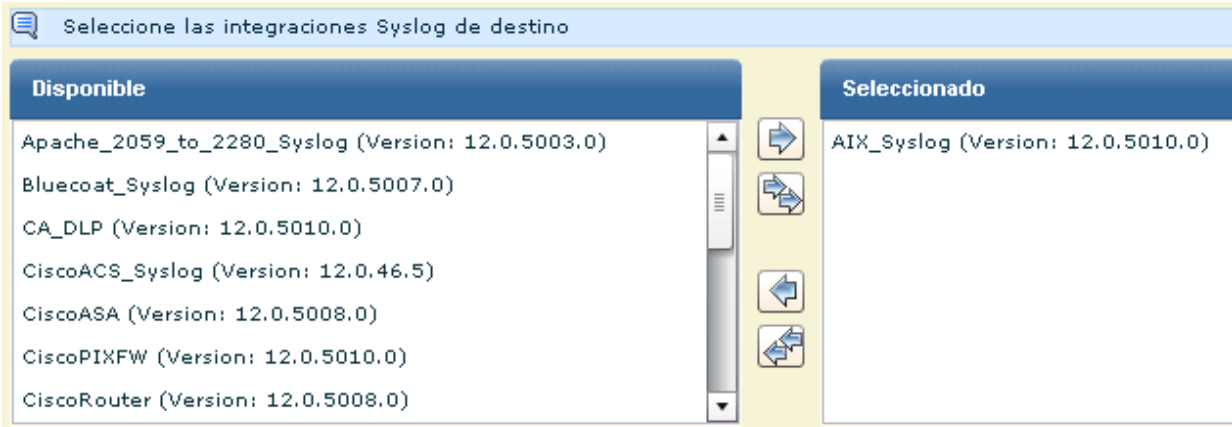 Seleccione las integraciones Syslog de destino
Disponible
Apache_2059_to_2280_Syslog (Version: 12.0.5003.0)
Bluecoat_Syslog (Version: 12.0.5007.0)
CA_DLP (Version: 12.0.5010.0)
CiscoACS_Syslog (Version: 12.0.46.5)
CiscoASA (Version: 12.0.5008.0)
CiscoPIXFW (Version: 12.0.5010.0)
CiscoRouter (Version: 12.0.5008.0)
Seleccionado
AIX_Syslog (Version: 12.0.5010.0)